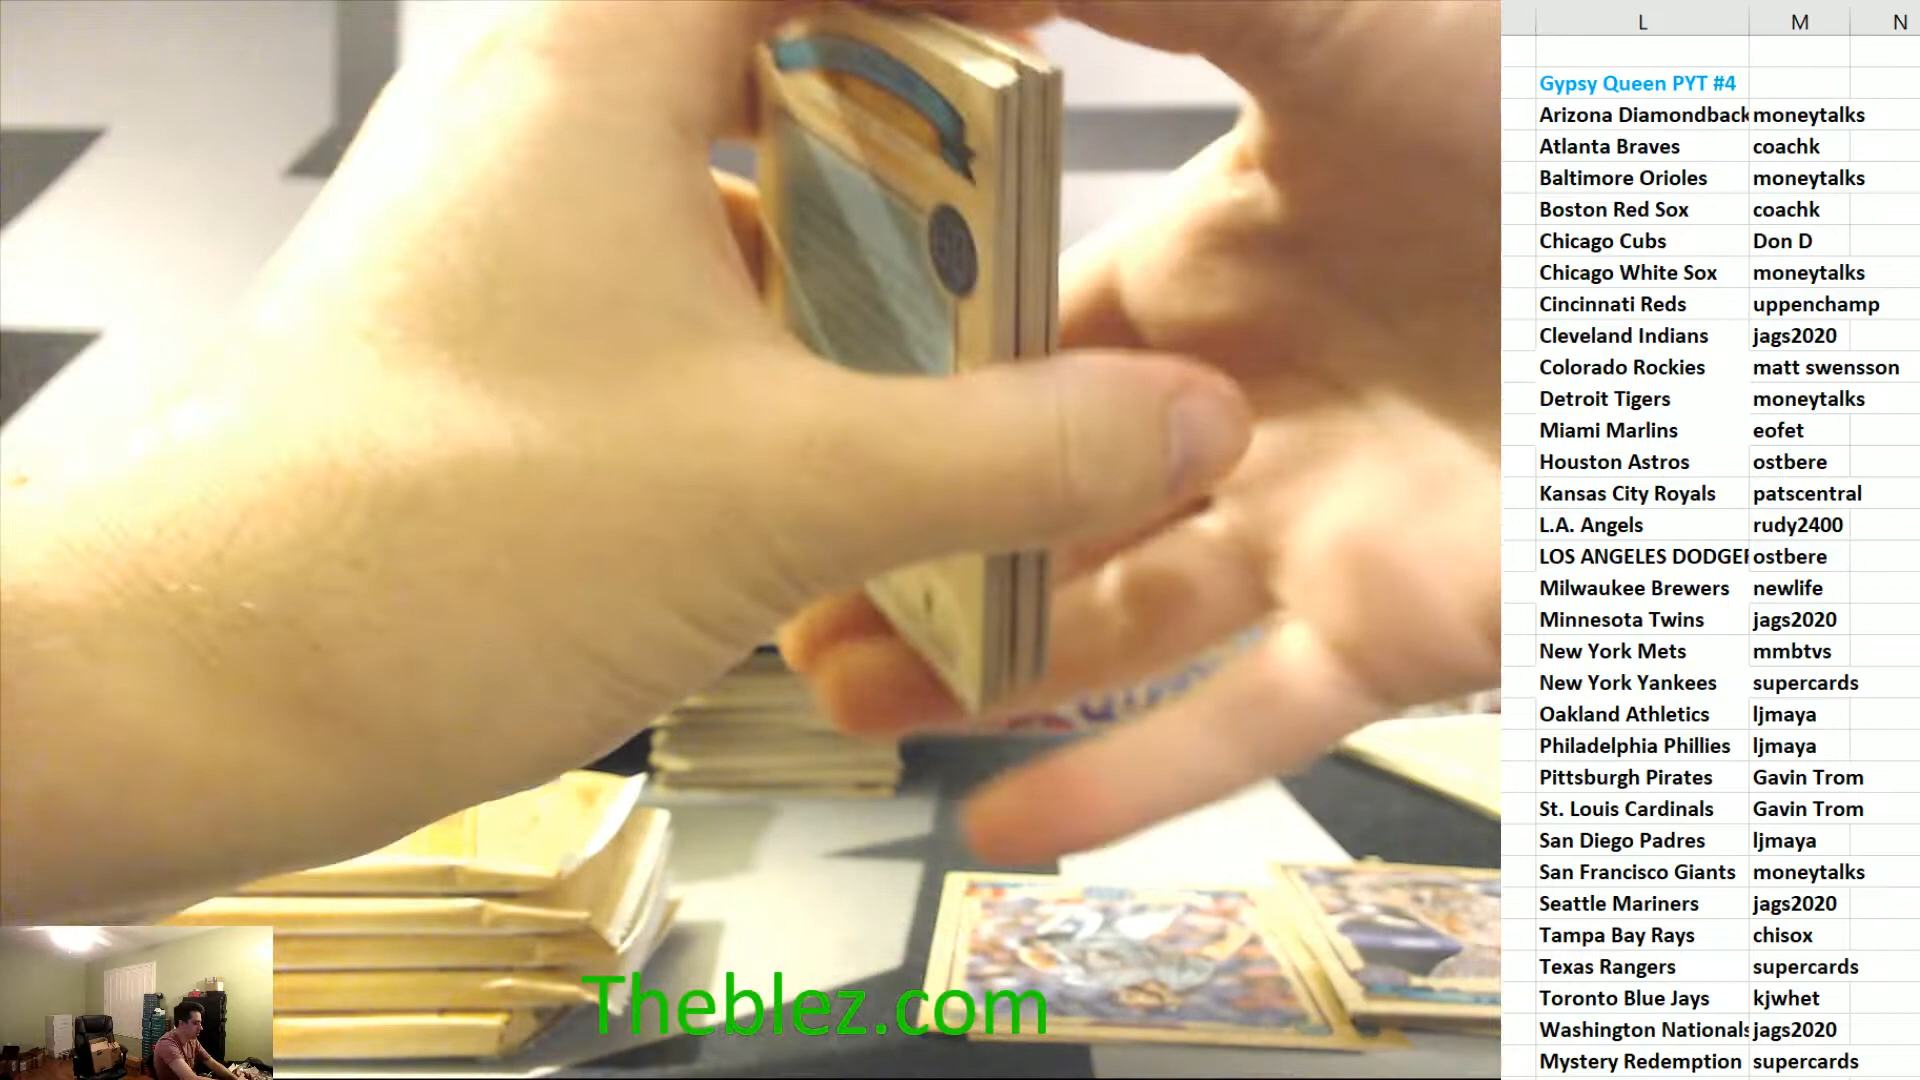 L M N
Gypsy Queen PYT #4
Arizona Diamondback moneytalks
Atlanta Braves coachk
Baltimore Orioles moneytalks
Boston Red Sox coachk
Chicago Cubs Don D
Chicago White Sox moneytalks
Cincinnati Reds uppenchamp
Cleveland Indians jags2020
Colorado Rockies matt swensson
Detroit Tigers moneytalks
Miami Marlins eofet
Houston Astros ostbere
Kansas City Royals patscentral
L.A. Angels rudy2400
LOS ANGELES DODGER ostbere
Milwaukee Brewers newlife
Minnesota Twins jags2020
New York Mets mmbtvs
New York Yankees supercards
Oakland Athletics ljmaya
Philadelphia Phillies ljmaya
Pittsburgh Pirates Gavin Trom
St. Louis Cardinals Gavin Trom
San Diego Padres ljmaya
San Francisco Giants moneytalks
Seattle Mariners jags2020
Tampa Bay Rays chisox
Texas Rangers supercards
Toronto Blue Jays kjwhet
Washington Nationals jags2020
Mystery Redemption supercards
Theblez.com